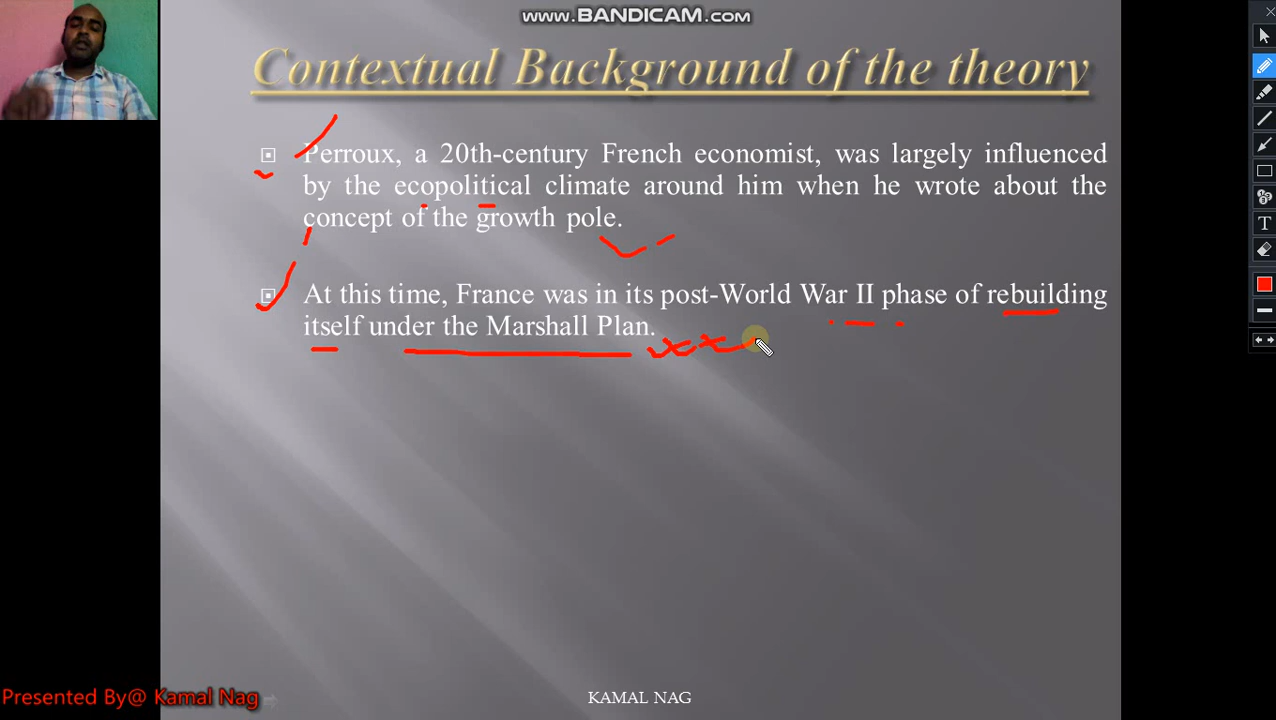 WWW.BANDICAM.com
Contextual Background of the theory
Perroux, a 20th-century French economist, was largely influenced
by the ecopolitical climate around him when he wrote about the
concept of the growth pole.
At this time, France was in its post-World War II phase of rebuilding
itself under the Marshall Plan.
Presented By@ Kamal Nag
KAMAL NAG